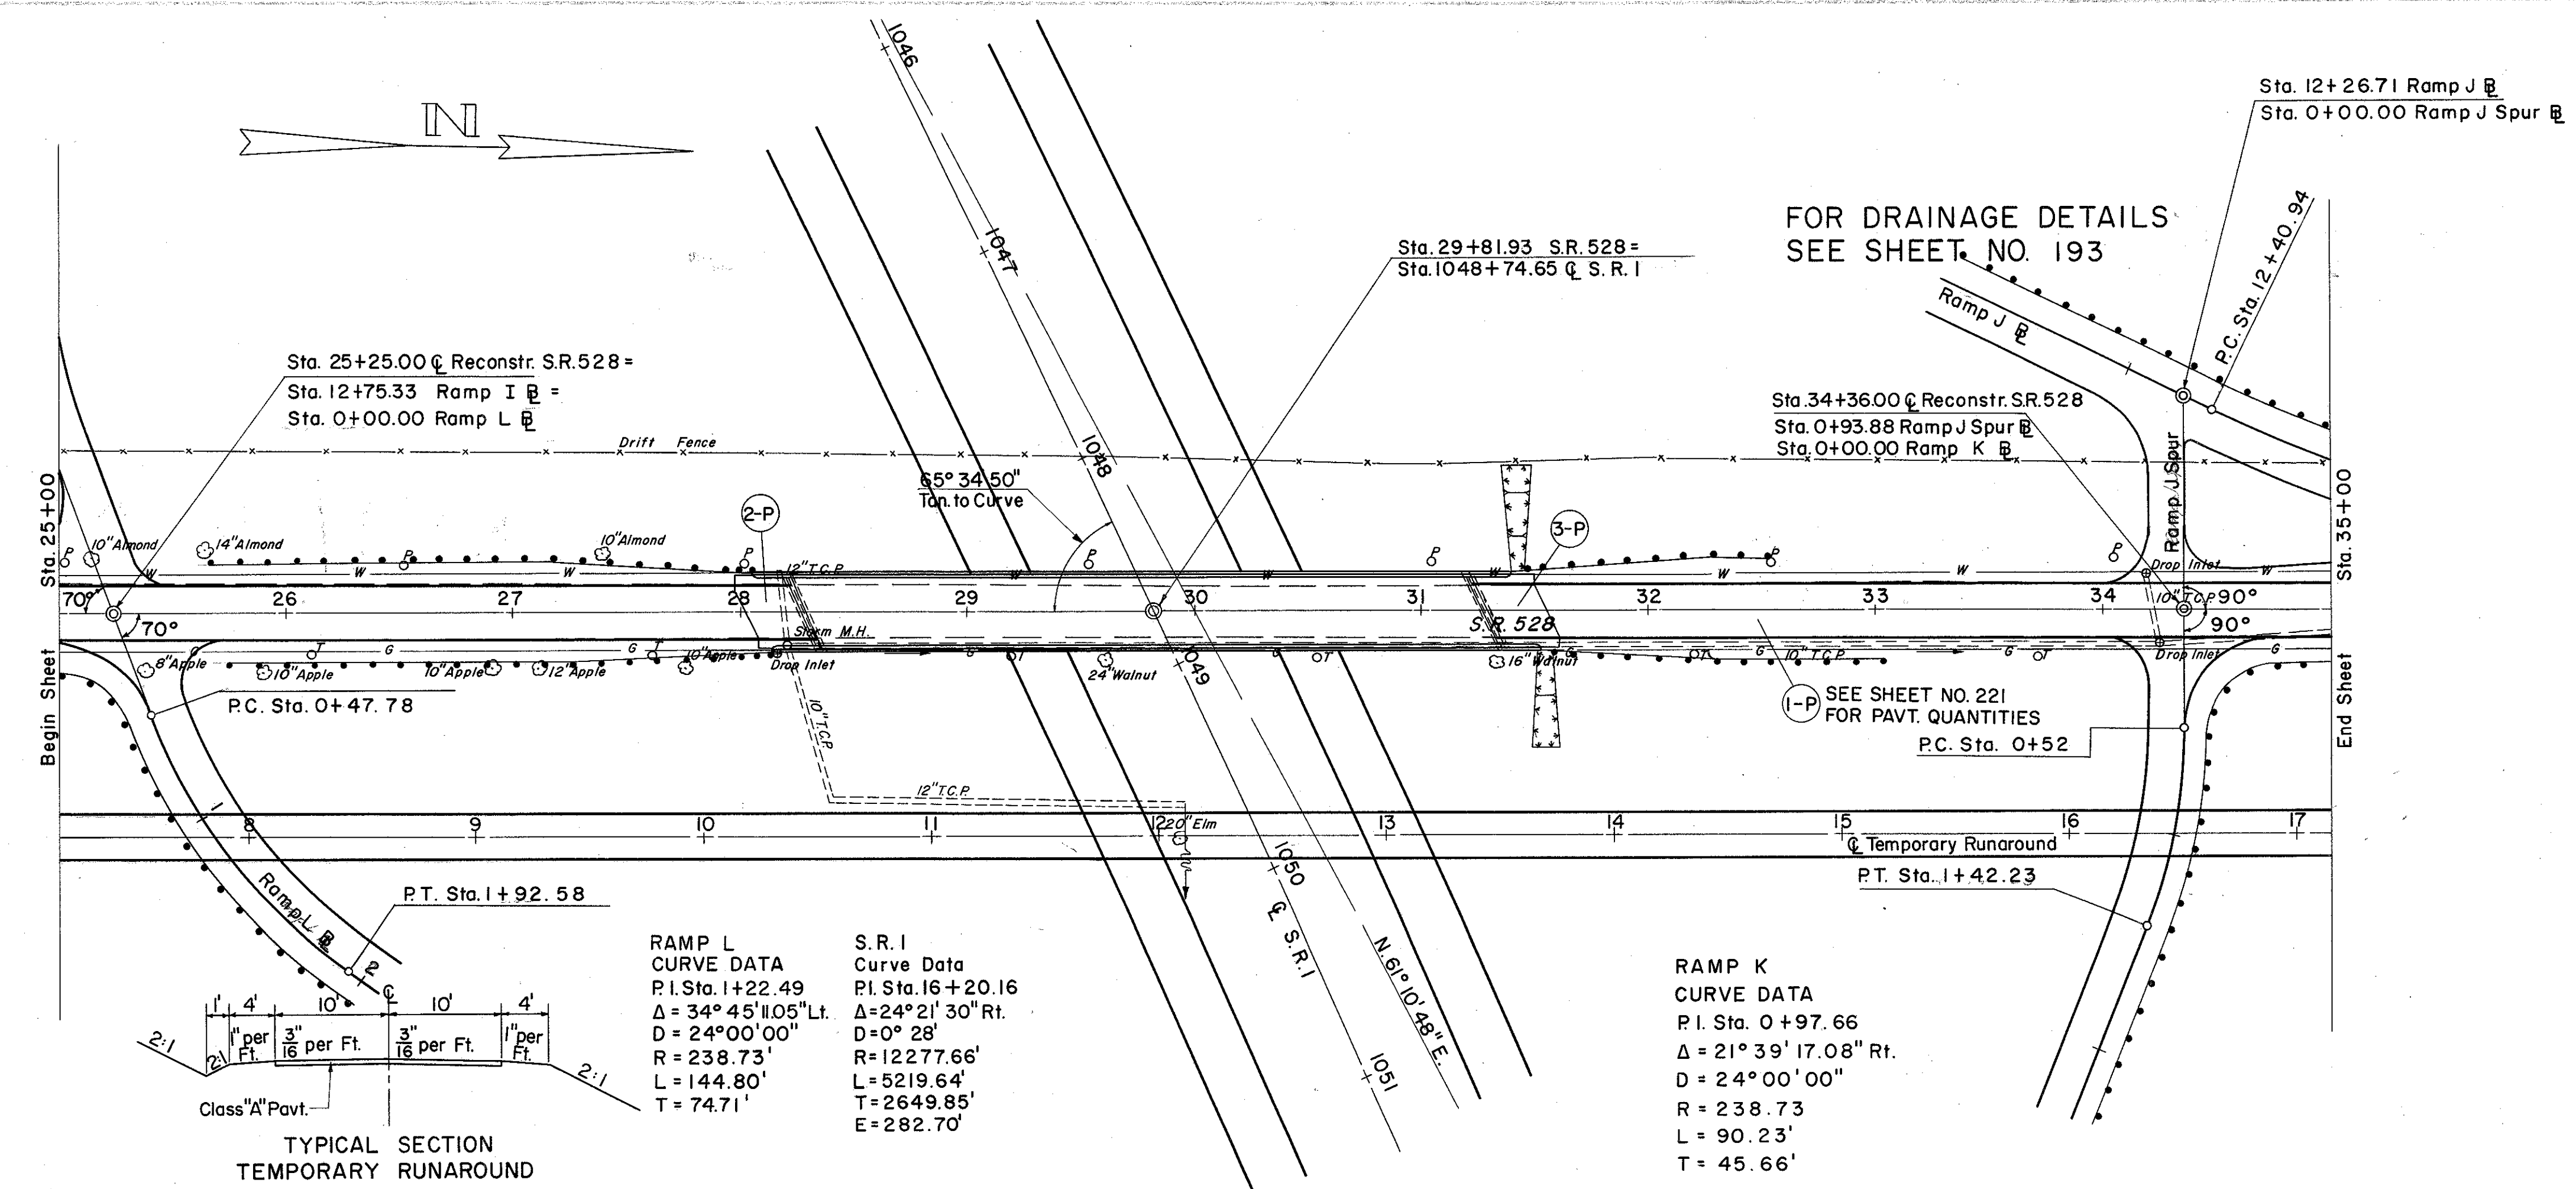 N
1046
1047
1048
1049
1050
1051
℄ S.R.1
N. 61° 10' 48" E.
Sta. 12+26.71 Ramp J B̲L̲
Sta. 0+00.00 Ramp J Spur B̲L̲
P.C. Sta. 12+40.94
FOR DRAINAGE DETAILS
SEE SHEET NO. 193
Ramp J B̲L̲
Sta. 29+81.93 S.R. 528=
Sta. 1048+74.65 ℄ S.R. 1
Sta. 25+25.00 ℄ Reconstr. S.R.528=
Sta. 12+75.33 Ramp I B̲L̲ =
Sta. 0+00.00 Ramp L B̲L̲
Sta.34+36.00 ℄ Reconstr. S.R.528
Sta. 0+93.88 Ramp J Spur B̲L̲
Sta. 0+00.00 Ramp K B̲L̲
Drift Fence
65° 34' 50"
Tan. to Curve
2-P
3-P
Ramp J Spur
Sta. 25+00
Begin Sheet
Sta. 35+00
End Sheet
P
10" Almond
14" Almond
P
10" Almond
P
P
P
P
P
12" T.C.P.
W W W W W W W W W
Drop Inlet
70°
70°
26 27 28 29 30 31 32 33 34
10" T.C.P.
90°
90°
S.R. 528
Storm M.H.
G G G G G G G
T T T T T T
8" Apple
10" Apple
10" Apple
12" Apple
10" Apple
Drop Inlet
24" Walnut
16" Walnut
10" T.C.P.
Drop Inlet
P.C. Sta. 0+47.78
10" T.C.P.
1-P
SEE SHEET NO. 221
FOR PAVT. QUANTITIES
P.C. Sta. 0+52
12" T.C.P.
1
8 9 10 11 12 13 14 15 16 17
20" Elm
℄ Temporary Runaround
Ramp L B̲L̲
P.T. Sta. 1+92.58
P.T. Sta. 1+42.23
2
RAMP L
CURVE DATA
P.I. Sta. 1+22.49
Δ = 34° 45' 11.05" Lt.
D = 24°00'00"
R = 238.73'
L = 144.80'
T = 74.71'
S.R. 1
Curve Data
P.I. Sta. 16+20.16
Δ=24° 21' 30" Rt.
D=0° 28'
R=12277.66'
L=5219.64'
T=2649.85'
E=282.70'
RAMP K
CURVE DATA
P.I. Sta. 0+97.66
Δ = 21° 39' 17.08" Rt.
D = 24°00'00"
R = 238.73
L = 90.23'
T = 45.66'
℄
1' 4' 10' 10' 4'
2:1 2:1 1" per Ft. 3/16" per Ft. 3/16" per Ft. 1" per Ft. 2:1
Class "A" Pavt.
TYPICAL SECTION
TEMPORARY RUNAROUND